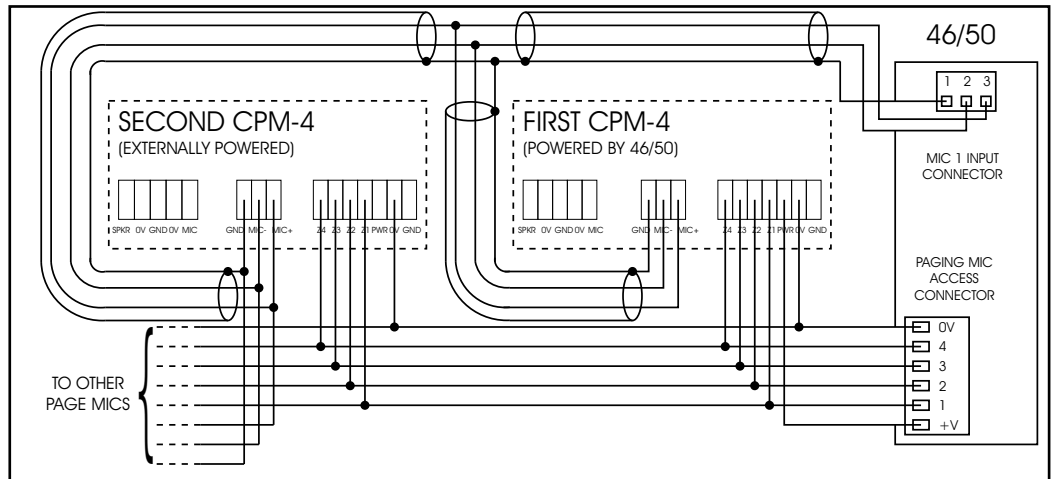 46/50
1 2 3
MIC 1 INPUT
CONNECTOR
SECOND CPM-4
(EXTERNALLY POWERED)
SPKR 0V GND 0V MIC
GND MIC- MIC+
Z4 Z3 Z2 Z1 PWR 0V GND
FIRST CPM-4
(POWERED BY 46/50)
SPKR 0V GND 0V MIC
GND MIC- MIC+
Z4 Z3 Z2 Z1 PWR 0V GND
PAGING MIC
ACCESS
CONNECTOR
0V
4
3
2
1
+V
TO OTHER
PAGE MICS